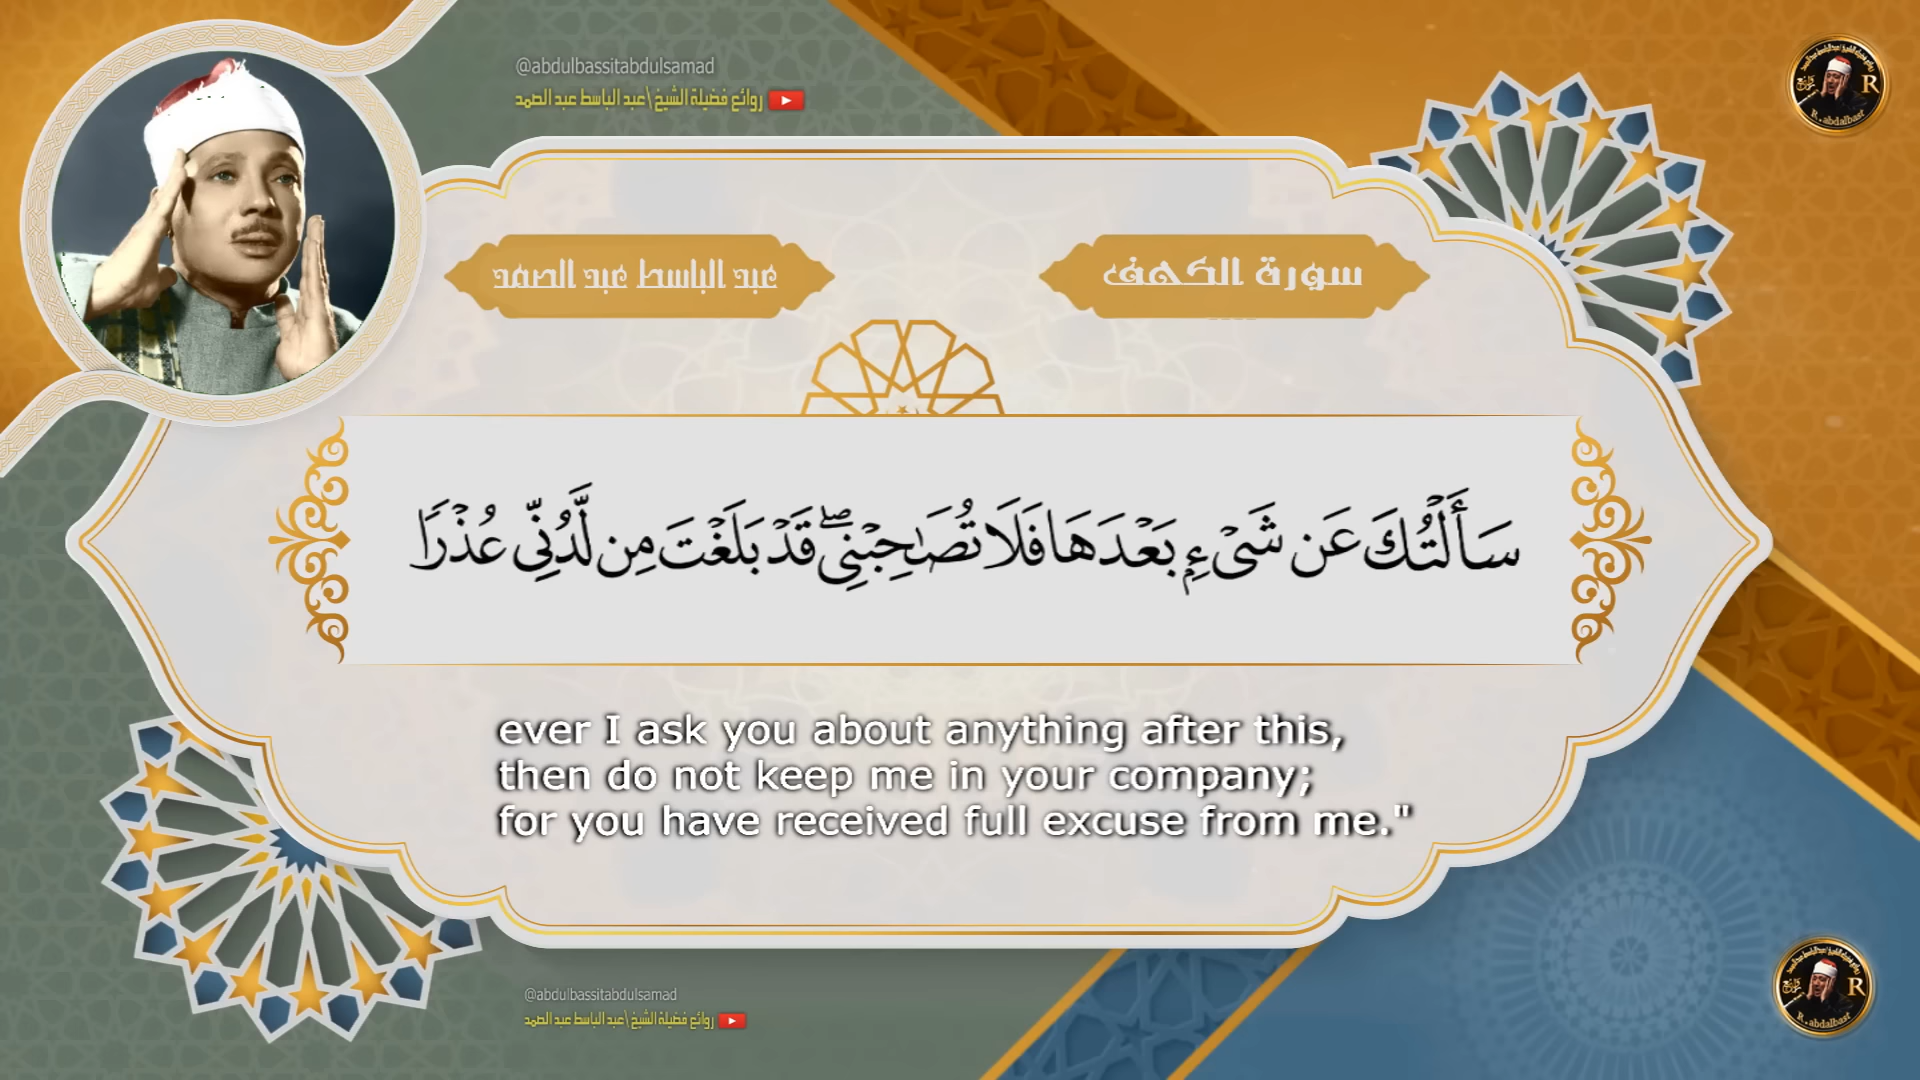 @abdulbassitabdulsamad
روائع فضيلة الشيخ \ عبد الباسط عبد الصمد
سورة الكهف
عبد الباسط عبد الصمد
سَأَلْتُكَ عَن شَىْءٍۭ بَعْدَهَا فَلَا تُصَـٰحِبْنِى ۖ قَدْ بَلَغْتَ مِن لَّدُنِّى عُذْرًا
ever I ask you about anything after this,
then do not keep me in your company;
for you have received full excuse from me."
@abdulbassitabdulsamad
روائع فضيلة الشيخ \ عبد الباسط عبد الصمد
R
R.abdalbast
R
R.abdalbast